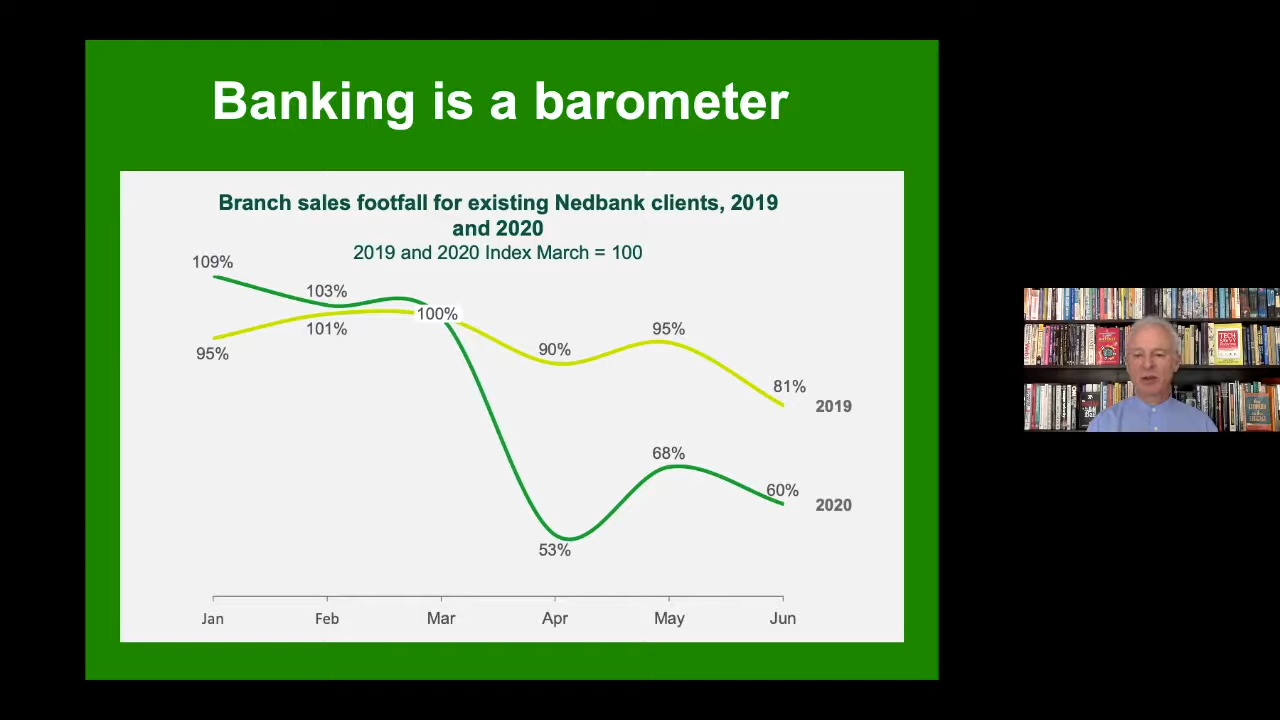 Banking is a barometer
Branch sales footfall for existing Nedbank clients, 2019
and 2020
2019 and 2020 Index March = 100
109%
103%
100%
101%
95%
90%
95%
81%
2019
68%
60%
2020
53%
Jan Feb Mar Apr May Jun
TECH
SAVVY